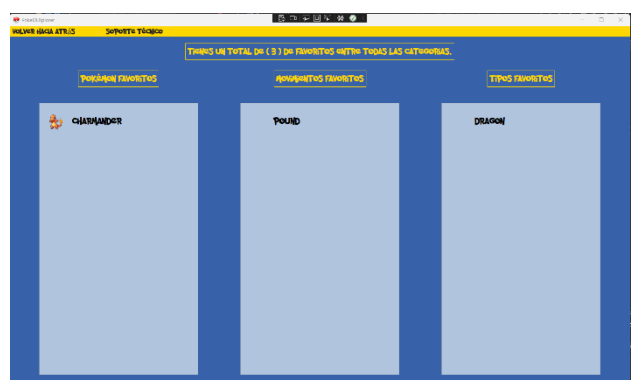 PokeDExplorer
VOLVER HACIA ATRÁS SOPORTE TÉCNICO
TIENES UN TOTAL DE ( 3 ) DE FAVORITOS ENTRE TODAS LAS CATEGORIAS.
POKÉMON FAVORITOS MOVIMIENTOS FAVORITOS TIPOS FAVORITOS
CHARMANDER POUND DRAGON